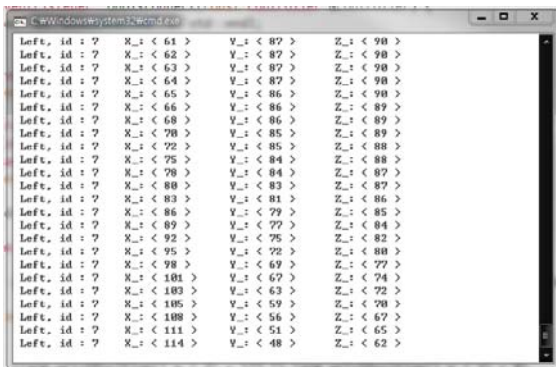 C:₩Windows₩system32₩cmd.exe
Left, id : 7 X_: < 61 > Y_: < 87 > Z_: < 90 >
Left, id : 7 X_: < 62 > Y_: < 87 > Z_: < 90 >
Left, id : 7 X_: < 63 > Y_: < 87 > Z_: < 90 >
Left, id : 7 X_: < 64 > Y_: < 87 > Z_: < 90 >
Left, id : 7 X_: < 65 > Y_: < 86 > Z_: < 90 >
Left, id : 7 X_: < 66 > Y_: < 86 > Z_: < 89 >
Left, id : 7 X_: < 68 > Y_: < 86 > Z_: < 89 >
Left, id : 7 X_: < 70 > Y_: < 85 > Z_: < 89 >
Left, id : 7 X_: < 72 > Y_: < 85 > Z_: < 88 >
Left, id : 7 X_: < 75 > Y_: < 84 > Z_: < 88 >
Left, id : 7 X_: < 78 > Y_: < 84 > Z_: < 87 >
Left, id : 7 X_: < 80 > Y_: < 83 > Z_: < 87 >
Left, id : 7 X_: < 83 > Y_: < 81 > Z_: < 86 >
Left, id : 7 X_: < 86 > Y_: < 79 > Z_: < 85 >
Left, id : 7 X_: < 89 > Y_: < 77 > Z_: < 84 >
Left, id : 7 X_: < 92 > Y_: < 75 > Z_: < 82 >
Left, id : 7 X_: < 95 > Y_: < 72 > Z_: < 80 >
Left, id : 7 X_: < 98 > Y_: < 69 > Z_: < 77 >
Left, id : 7 X_: < 101 > Y_: < 67 > Z_: < 74 >
Left, id : 7 X_: < 103 > Y_: < 63 > Z_: < 72 >
Left, id : 7 X_: < 105 > Y_: < 59 > Z_: < 70 >
Left, id : 7 X_: < 108 > Y_: < 56 > Z_: < 67 >
Left, id : 7 X_: < 111 > Y_: < 51 > Z_: < 65 >
Left, id : 7 X_: < 114 > Y_: < 48 > Z_: < 62 >